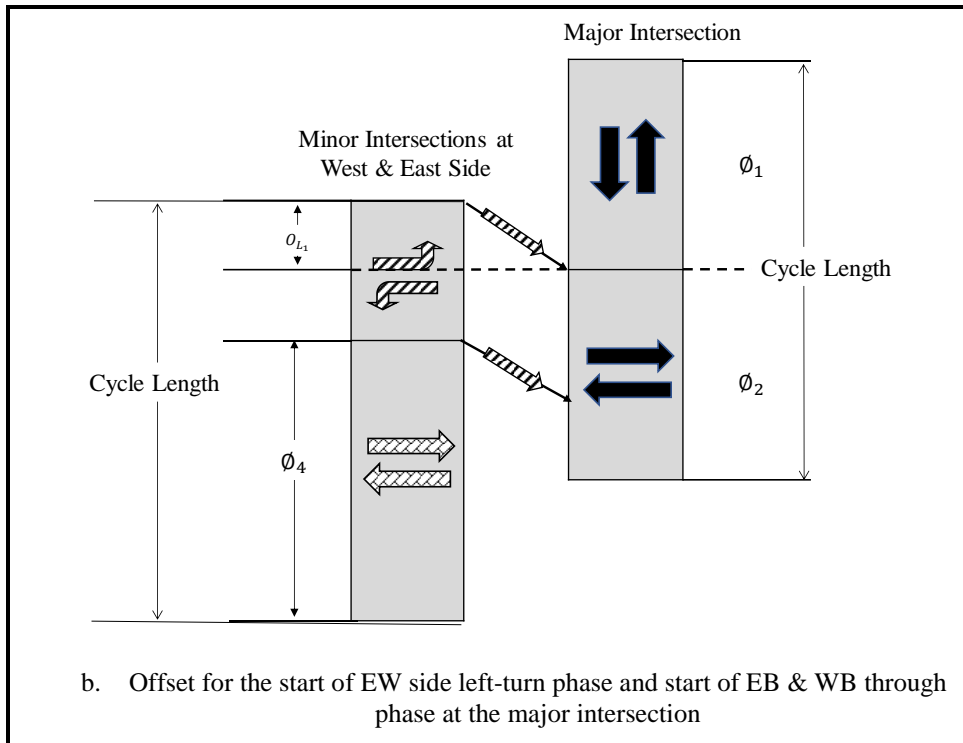 Major Intersection
Minor Intersections at
West & East Side
∅₁
O_L₁
Cycle Length
Cycle Length
∅₂
∅₄
b. Offset for the start of EW side left-turn phase and start of EB & WB through
phase at the major intersection